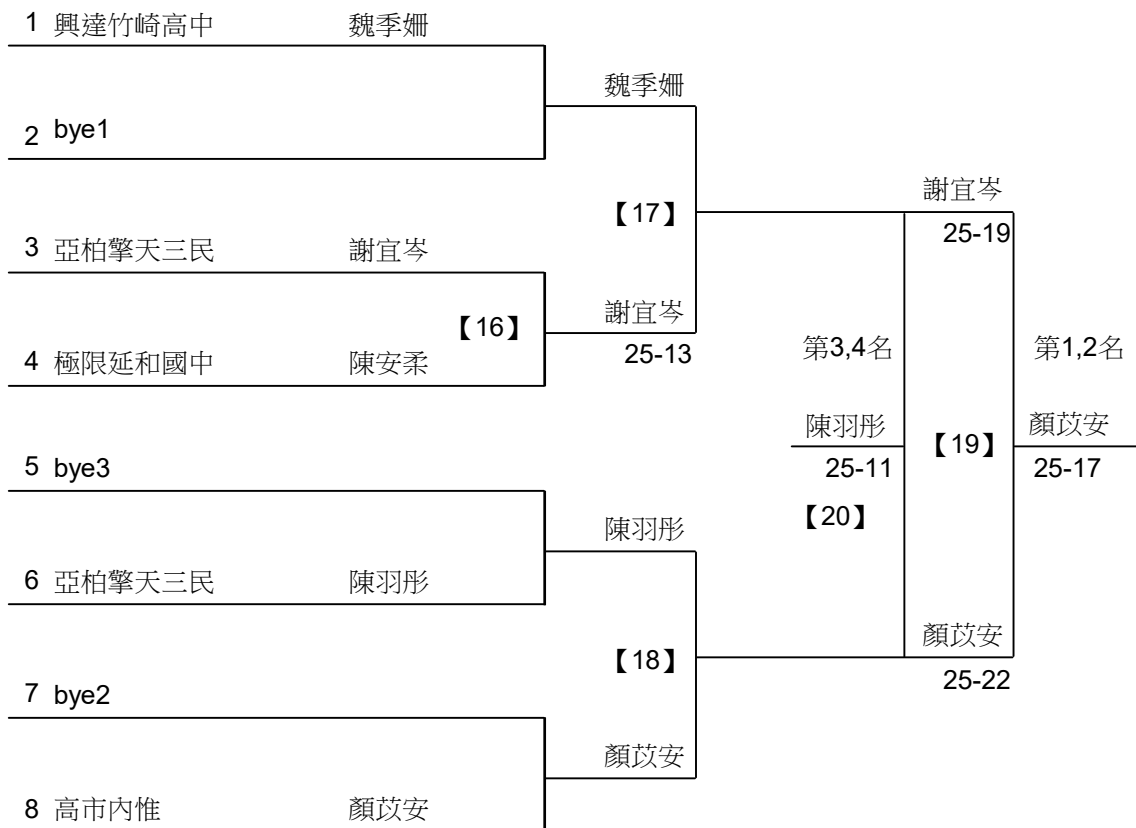 1 興達竹崎高中 魏季姍
魏季姍
2 bye1
謝宜岑
【17】
25-19
3 亞柏擎天三民 謝宜岑
謝宜岑
【16】
25-13
4 極限延和國中 陳安柔
第3,4名
第1,2名
陳羽彤
【19】
顏苡安
5 bye3
25-11
25-17
【20】
陳羽彤
6 亞柏擎天三民 陳羽彤
顏苡安
【18】
25-22
7 bye2
顏苡安
8 高市內惟 顏苡安